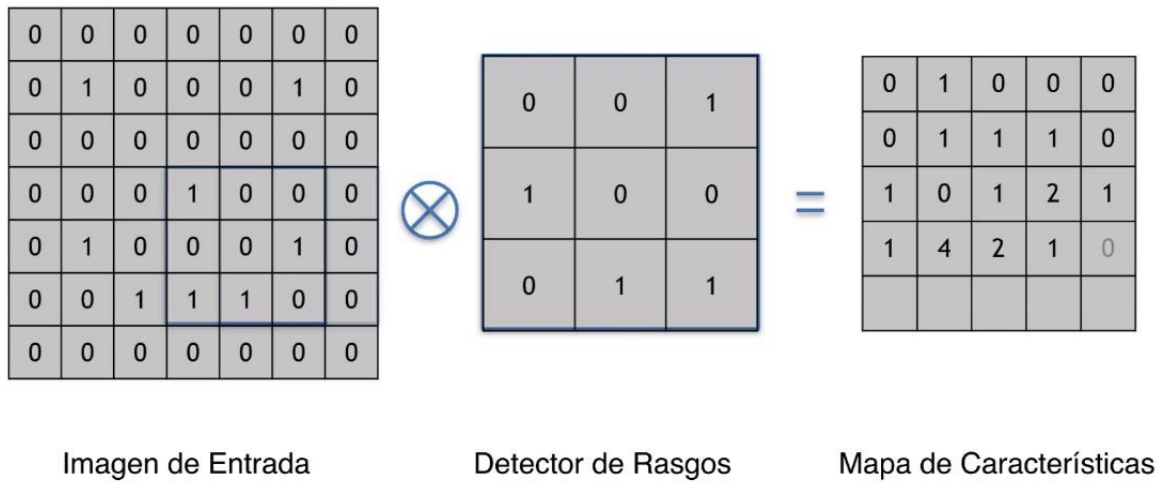 0 0 0 0 0 0 0
0 1 0 0 0 1 0
0 0 0 0 0 0 0
0 0 0 1 0 0 0
0 1 0 0 0 1 0
0 0 1 1 1 0 0
0 0 0 0 0 0 0
Imagen de Entrada
0 0 1
1 0 0
0 1 1
Detector de Rasgos
=
0 1 0 0 0
0 1 1 1 0
1 0 1 2 1
1 4 2 1 0
Mapa de Características